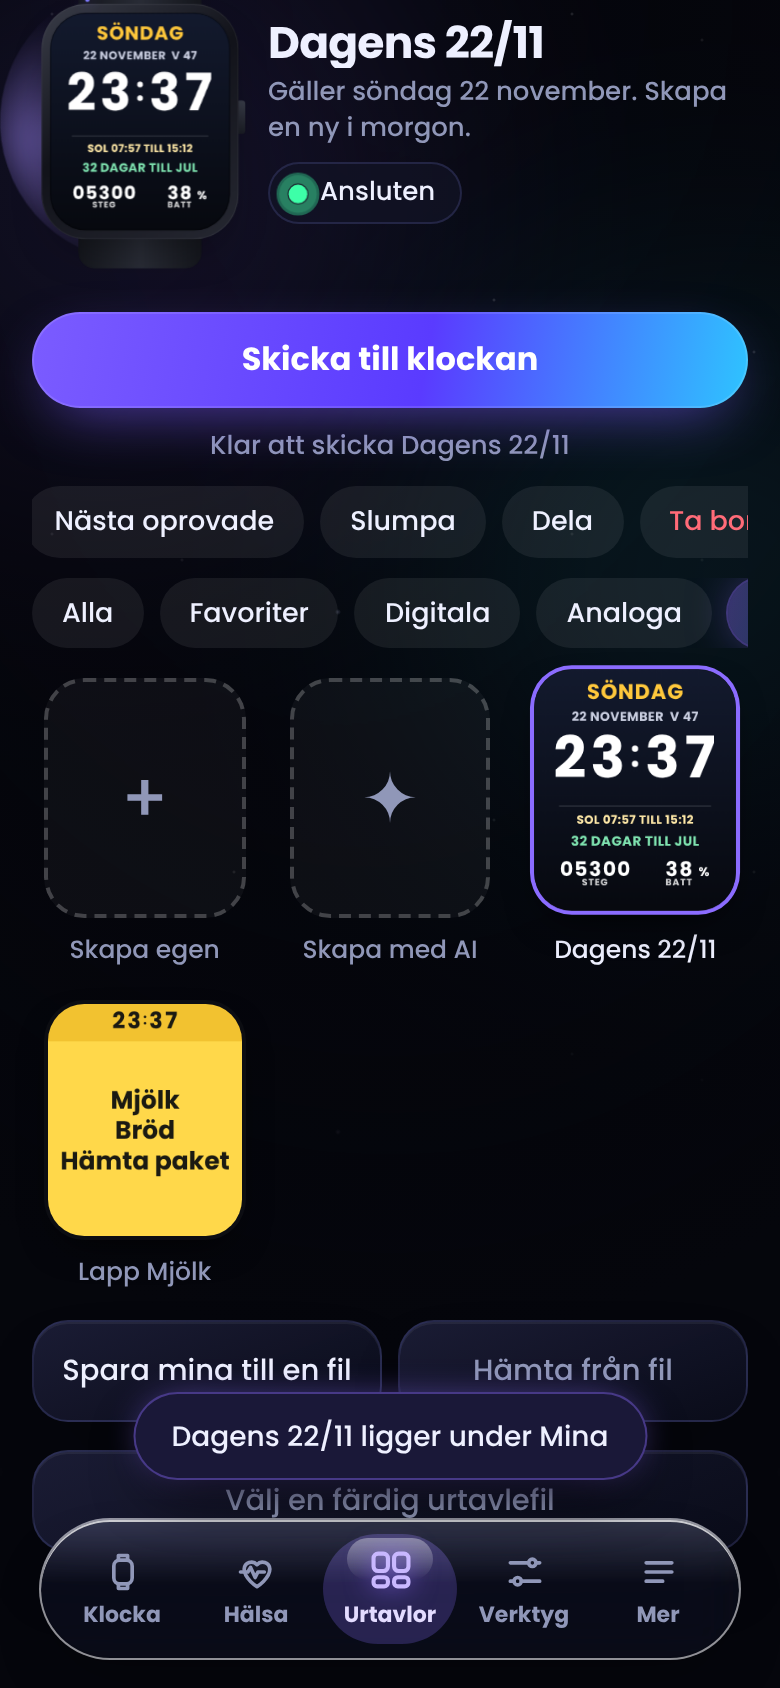 SÖNDAG
22 NOVEMBER V 47
23:37
SOL 07:57 TILL 15:12
32 DAGAR TILL JUL
05300 38 %
STEG BATT
Dagens 22/11
Gäller söndag 22 november. Skapa
en ny i morgon.
Ansluten
Skicka till klockan
Klar att skicka Dagens 22/11
Nästa oprovade Slumpa Dela Ta bor
Alla Favoriter Digitala Analoga
SÖNDAG
22 NOVEMBER V 47
23:37
SOL 07:57 TILL 15:12
32 DAGAR TILL JUL
05300 38 %
STEG BATT
Skapa egen Skapa med AI Dagens 22/11
23:37
Mjölk
Bröd
Hämta paket
Lapp Mjölk
Spara mina till en fil Hämta från fil
Dagens 22/11 ligger under Mina
Välj en färdig urtavlefil
Klocka Hälsa Urtavlor Verktyg Mer